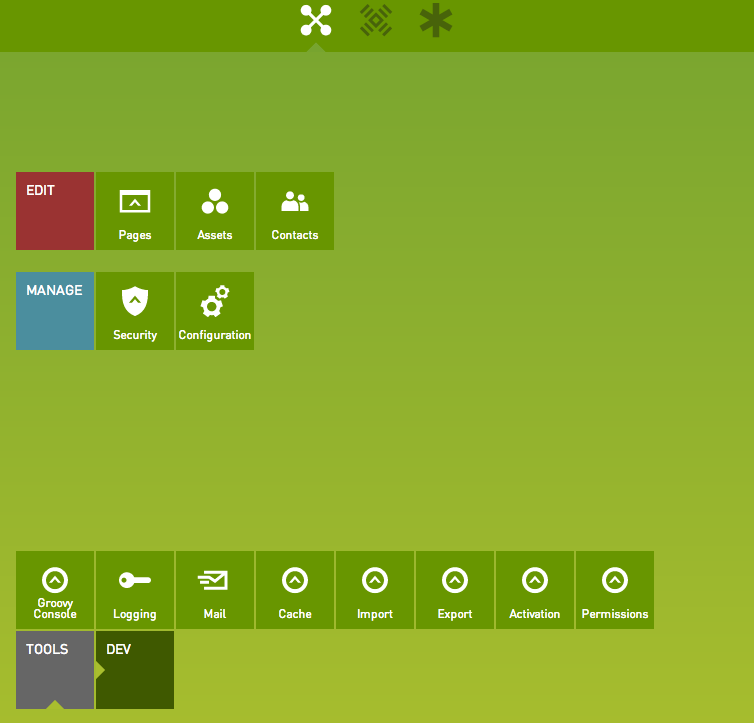 EDIT
Pages
Assets
Contacts
MANAGE
Security
Configuration
Groovy
Console
Logging
Mail
Cache
Import
Export
Activation
Permissions
TOOLS
DEV